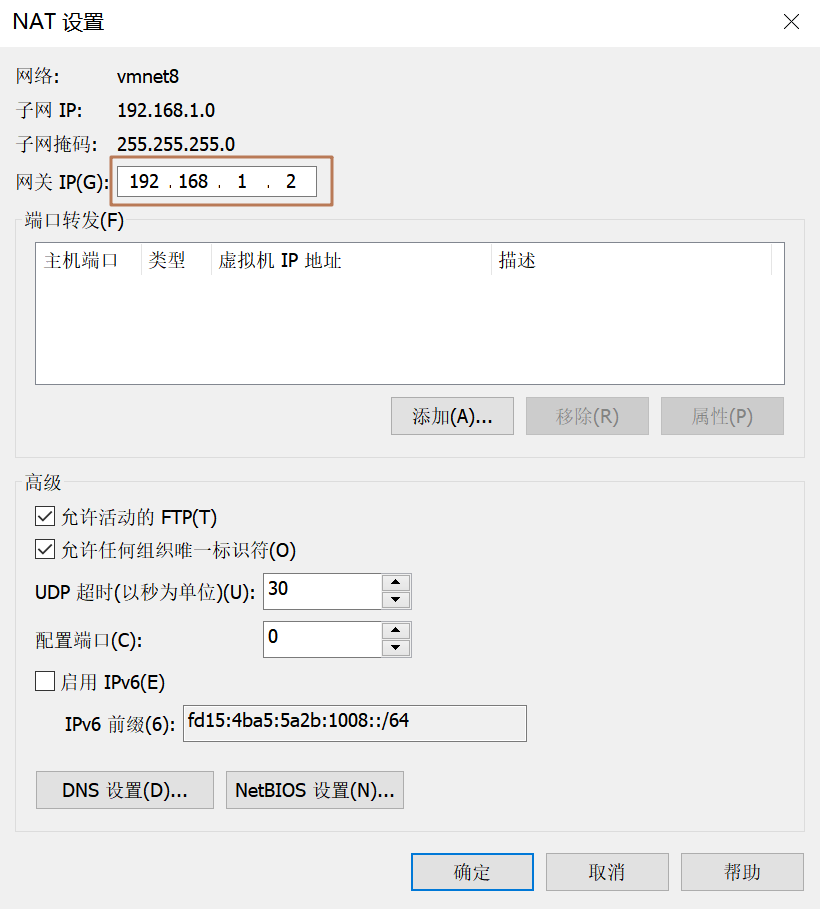 NAT 设置
网络: vmnet8
子网 IP: 192.168.1.0
子网掩码: 255.255.255.0
网关 IP(G): 192 . 168 . 1 . 2
端口转发(F)
主机端口 类型 虚拟机 IP 地址 描述
添加(A)... 移除(R) 属性(P)
高级
允许活动的 FTP(T)
允许任何组织唯一标识符(O)
UDP 超时(以秒为单位)(U): 30
配置端口(C): 0
启用 IPv6(E)
IPv6 前缀(6): fd15:4ba5:5a2b:1008::/64
DNS 设置(D)... NetBIOS 设置(N)...
确定 取消 帮助